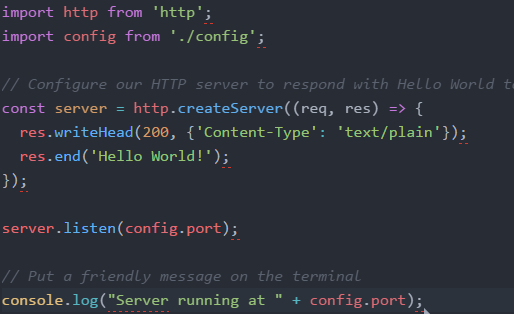 import http from 'http';
import config from './config';
// Configure our HTTP server to respond with Hello World
const server = http.createServer((req, res) => {
res.writeHead(200, {'Content-Type': 'text/plain'});
res.end('Hello World!');
});
server.listen(config.port);
// Put a friendly message on the terminal
console.log("Server running at " + config.port);